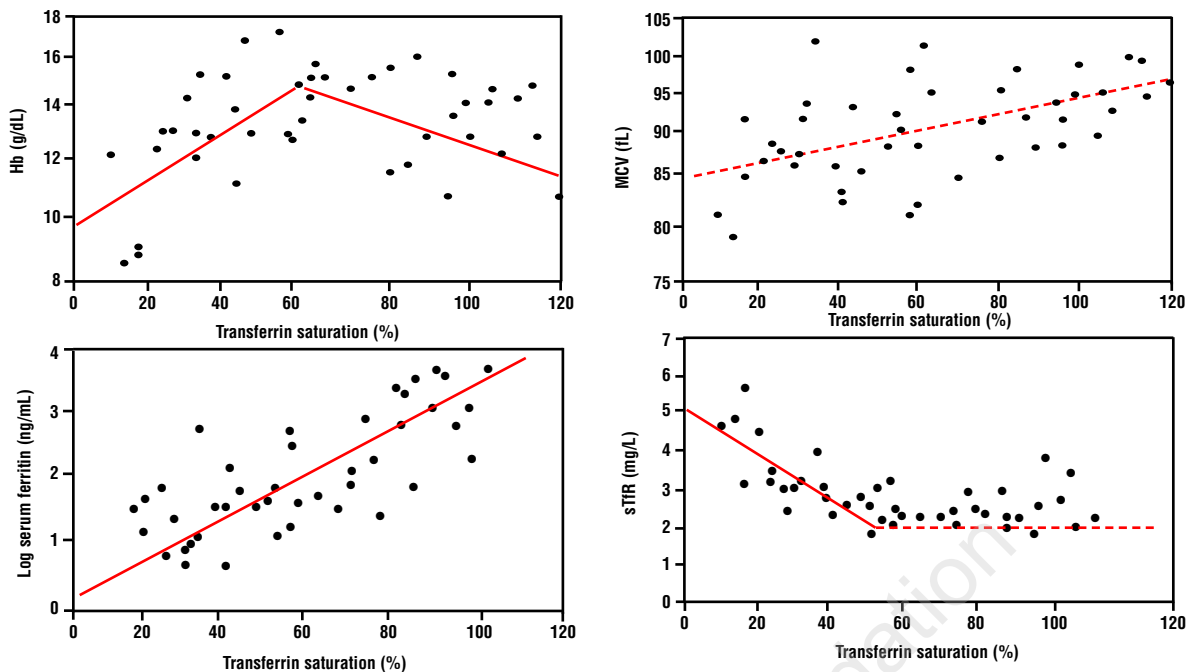 18
16
14
12
10
8
Hb (g/dL)
0 20 40 60 80 100 120
Transferrin saturation (%)
105
100
95
90
85
80
75
MCV (fL)
0 20 40 60 80 100 120
Transferrin saturation (%)
4
3
2
1
0
Log serum ferritin (ng/mL)
20 40 60 80 100 120
Transferrin saturation (%)
7
6
5
4
3
2
1
0
sTfR (mg/L)
0 20 40 60 80 100 120
Transferrin saturation (%)